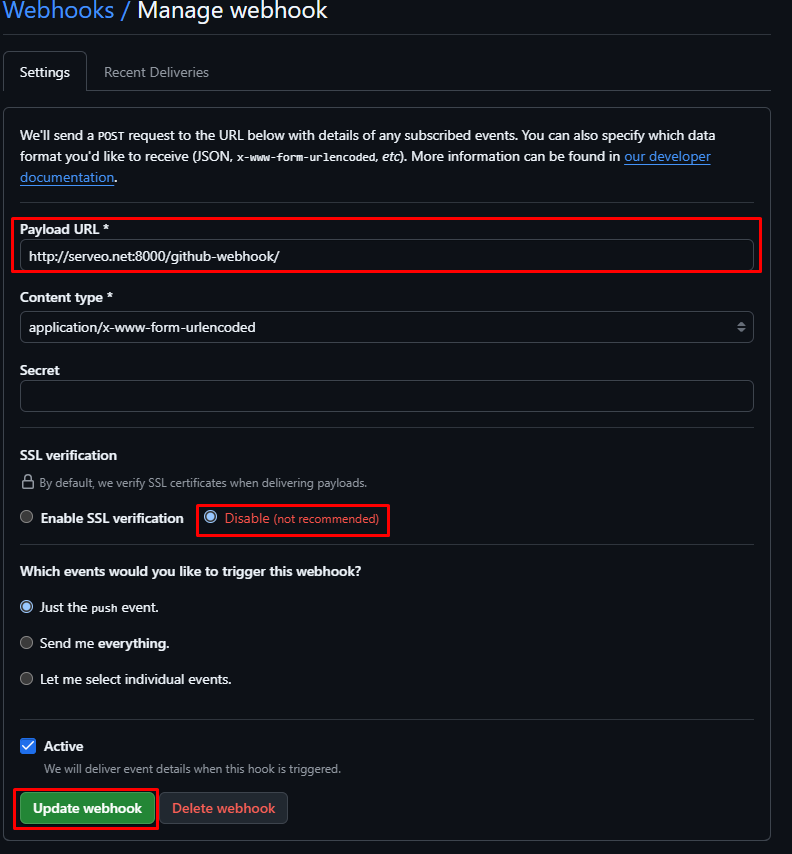 Webhooks / Manage webhook
Settings
Recent Deliveries
We'll send a POST request to the URL below with details of any subscribed events. You can also specify which data
format you'd like to receive (JSON, x-www-form-urlencoded, etc). More information can be found in our developer
documentation.
Payload URL *
http://serveo.net:8000/github-webhook/
Content type *
application/x-www-form-urlencoded
Secret
SSL verification
By default, we verify SSL certificates when delivering payloads.
Enable SSL verification
Disable (not recommended)
Which events would you like to trigger this webhook?
Just the push event.
Send me everything.
Let me select individual events.
Active
We will deliver event details when this hook is triggered.
Update webhook
Delete webhook